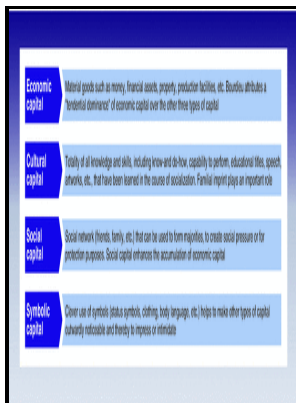 Economic
capital
Material goods such as money, financial assets, property, production facilities, etc. Bourdieu attributes a
"tendential dominance" of economic capital over the other three types of capital
Cultural
capital
Totality of all knowledge and skills, including know-and-do-how, capability to perform, educational titles, speech,
artworks, etc., that have been learned in the course of socialization. Familial imprint plays an important role
Social
capital
Social network (friends, family, etc.) that can be used to form majorities, to create social pressure or for
protection purposes. Social capital enhances the accumulation of economic capital
Symbolic
capital
Clever use of symbols (status symbols, clothing, body language, etc.) helps to make other types of capital
outwardly noticeable and thereby to impress or intimidate